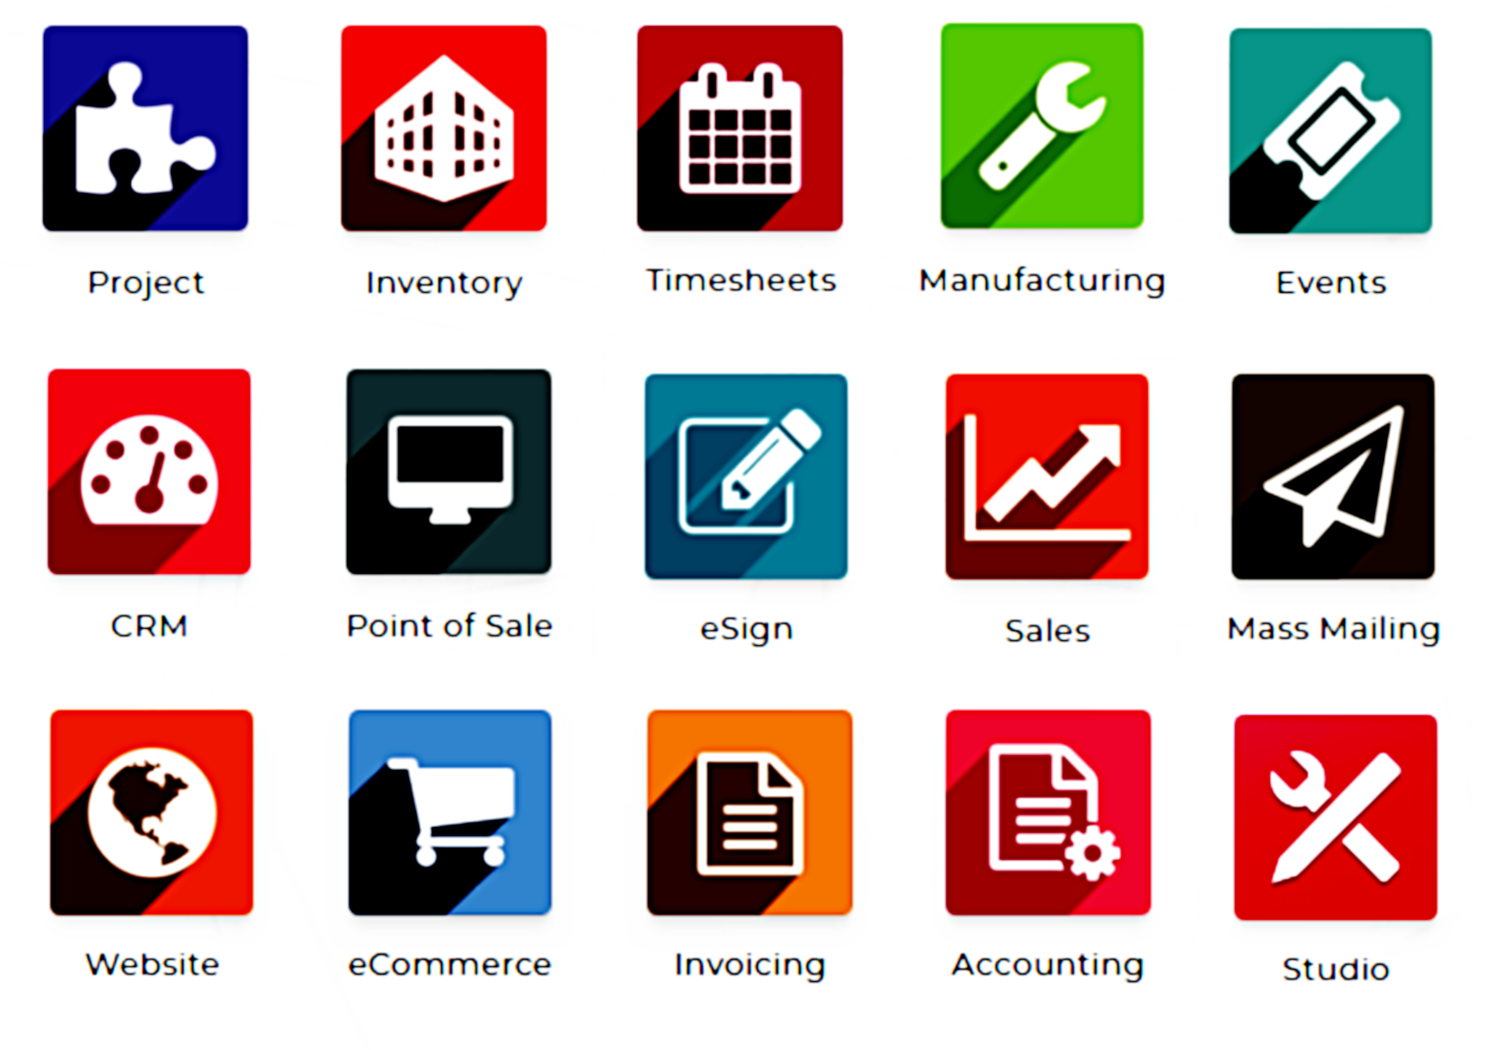 Project
Inventory
Timesheets
Manufacturing
Events
CRM
Point of Sale
eSign
Sales
Mass Mailing
Website
eCommerce
Invoicing
Accounting
Studio